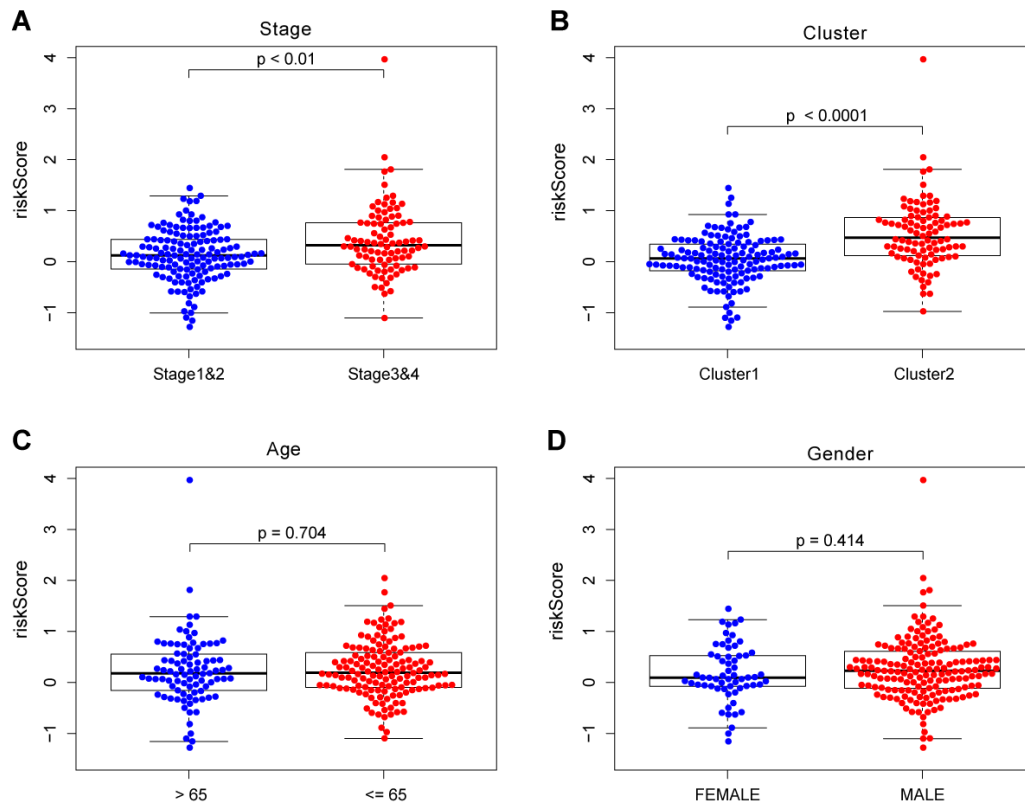 A
Stage
p < 0.01
riskScore
4
3
2
1
0
−1
Stage1&2
Stage3&4
B
Cluster
p < 0.0001
riskScore
4
3
2
1
0
−1
Cluster1
Cluster2
C
Age
p = 0.704
riskScore
4
3
2
1
0
−1
> 65
<= 65
D
Gender
p = 0.414
riskScore
4
3
2
1
0
−1
FEMALE
MALE